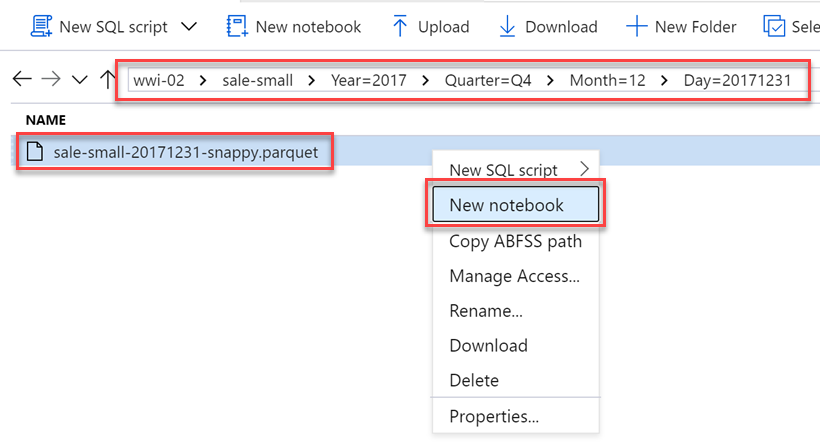 New SQL script New notebook Upload Download New Folder Sele
wwi-02 > sale-small > Year=2017 > Quarter=Q4 > Month=12 > Day=20171231
NAME
sale-small-20171231-snappy.parquet
New SQL script >
New notebook
Copy ABFSS path
Manage Access...
Rename...
Download
Delete
Properties...